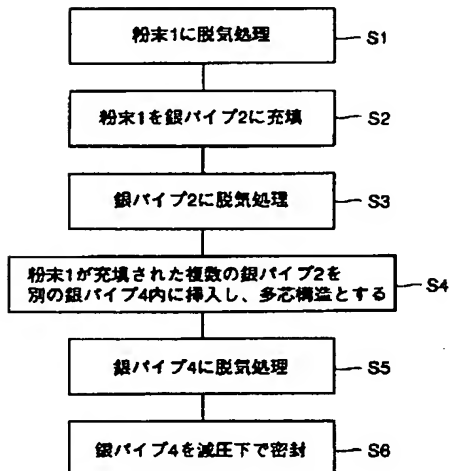 粉末1に脱気処理
S1
粉末1を銀パイプ2に充填
S2
銀パイプ2に脱気処理
S3
粉末1が充填された複数の銀パイプ2を
別の銀パイプ4内に挿入し、多芯構造とする
S4
銀パイプ4に脱気処理
S5
銀パイプ4を減圧下で密封
S6